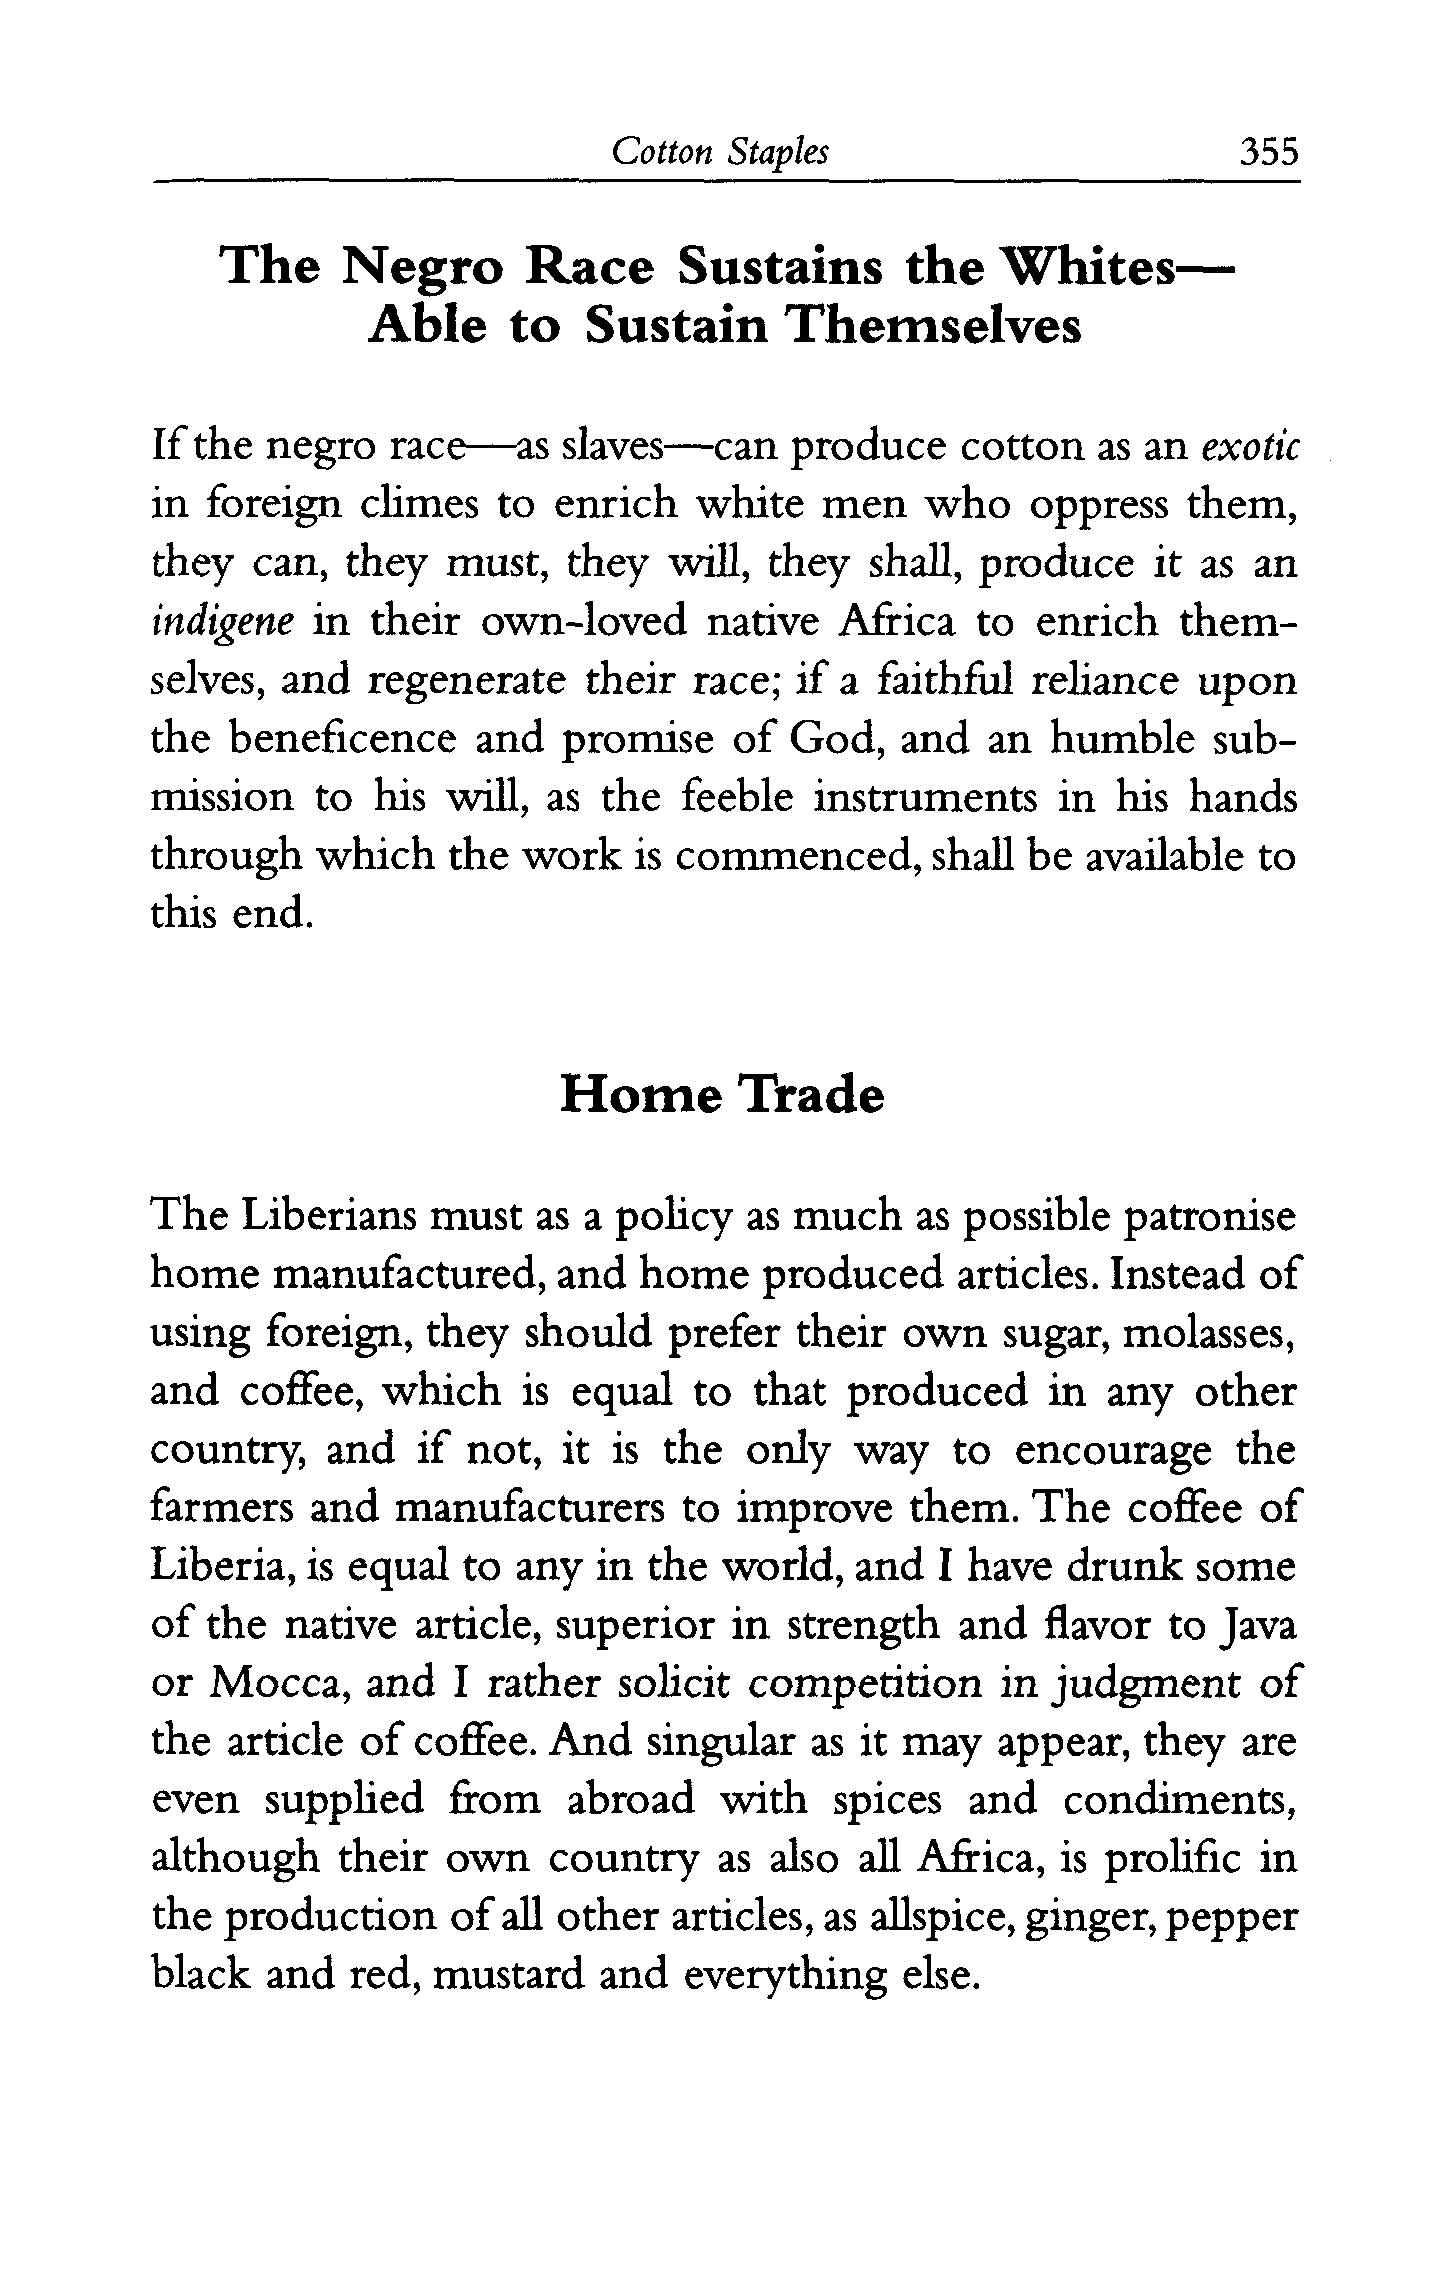 Cotton Staples 355
The Negro Race Sustains the Whites—
Able to Sustain Themselves
If the negro race—as slaves—can produce cotton as an exotic
in foreign climes to enrich white men who oppress them,
they can, they must, they will, they shall, produce it as an
indigene in their own-loved native Africa to enrich them-
selves, and regenerate their race; if a faithful reliance upon
the beneficence and promise of God, and an humble sub-
mission to his will, as the feeble instruments in his hands
through which the work is commenced, shall be available to
this end.
Home Trade
The Liberians must as a policy as much as possible patronise
home manufactured, and home produced articles. Instead of
using foreign, they should prefer their own sugar, molasses,
and coffee, which is equal to that produced in any other
country, and if not, it is the only way to encourage the
farmers and manufacturers to improve them. The coffee of
Liberia, is equal to any in the world, and I have drunk some
of the native article, superior in strength and flavor to Java
or Mocca, and I rather solicit competition in judgment of
the article of coffee. And singular as it may appear, they are
even supplied from abroad with spices and condiments,
although their own country as also all Africa, is prolific in
the production of all other articles, as allspice, ginger, pepper
black and red, mustard and everything else.